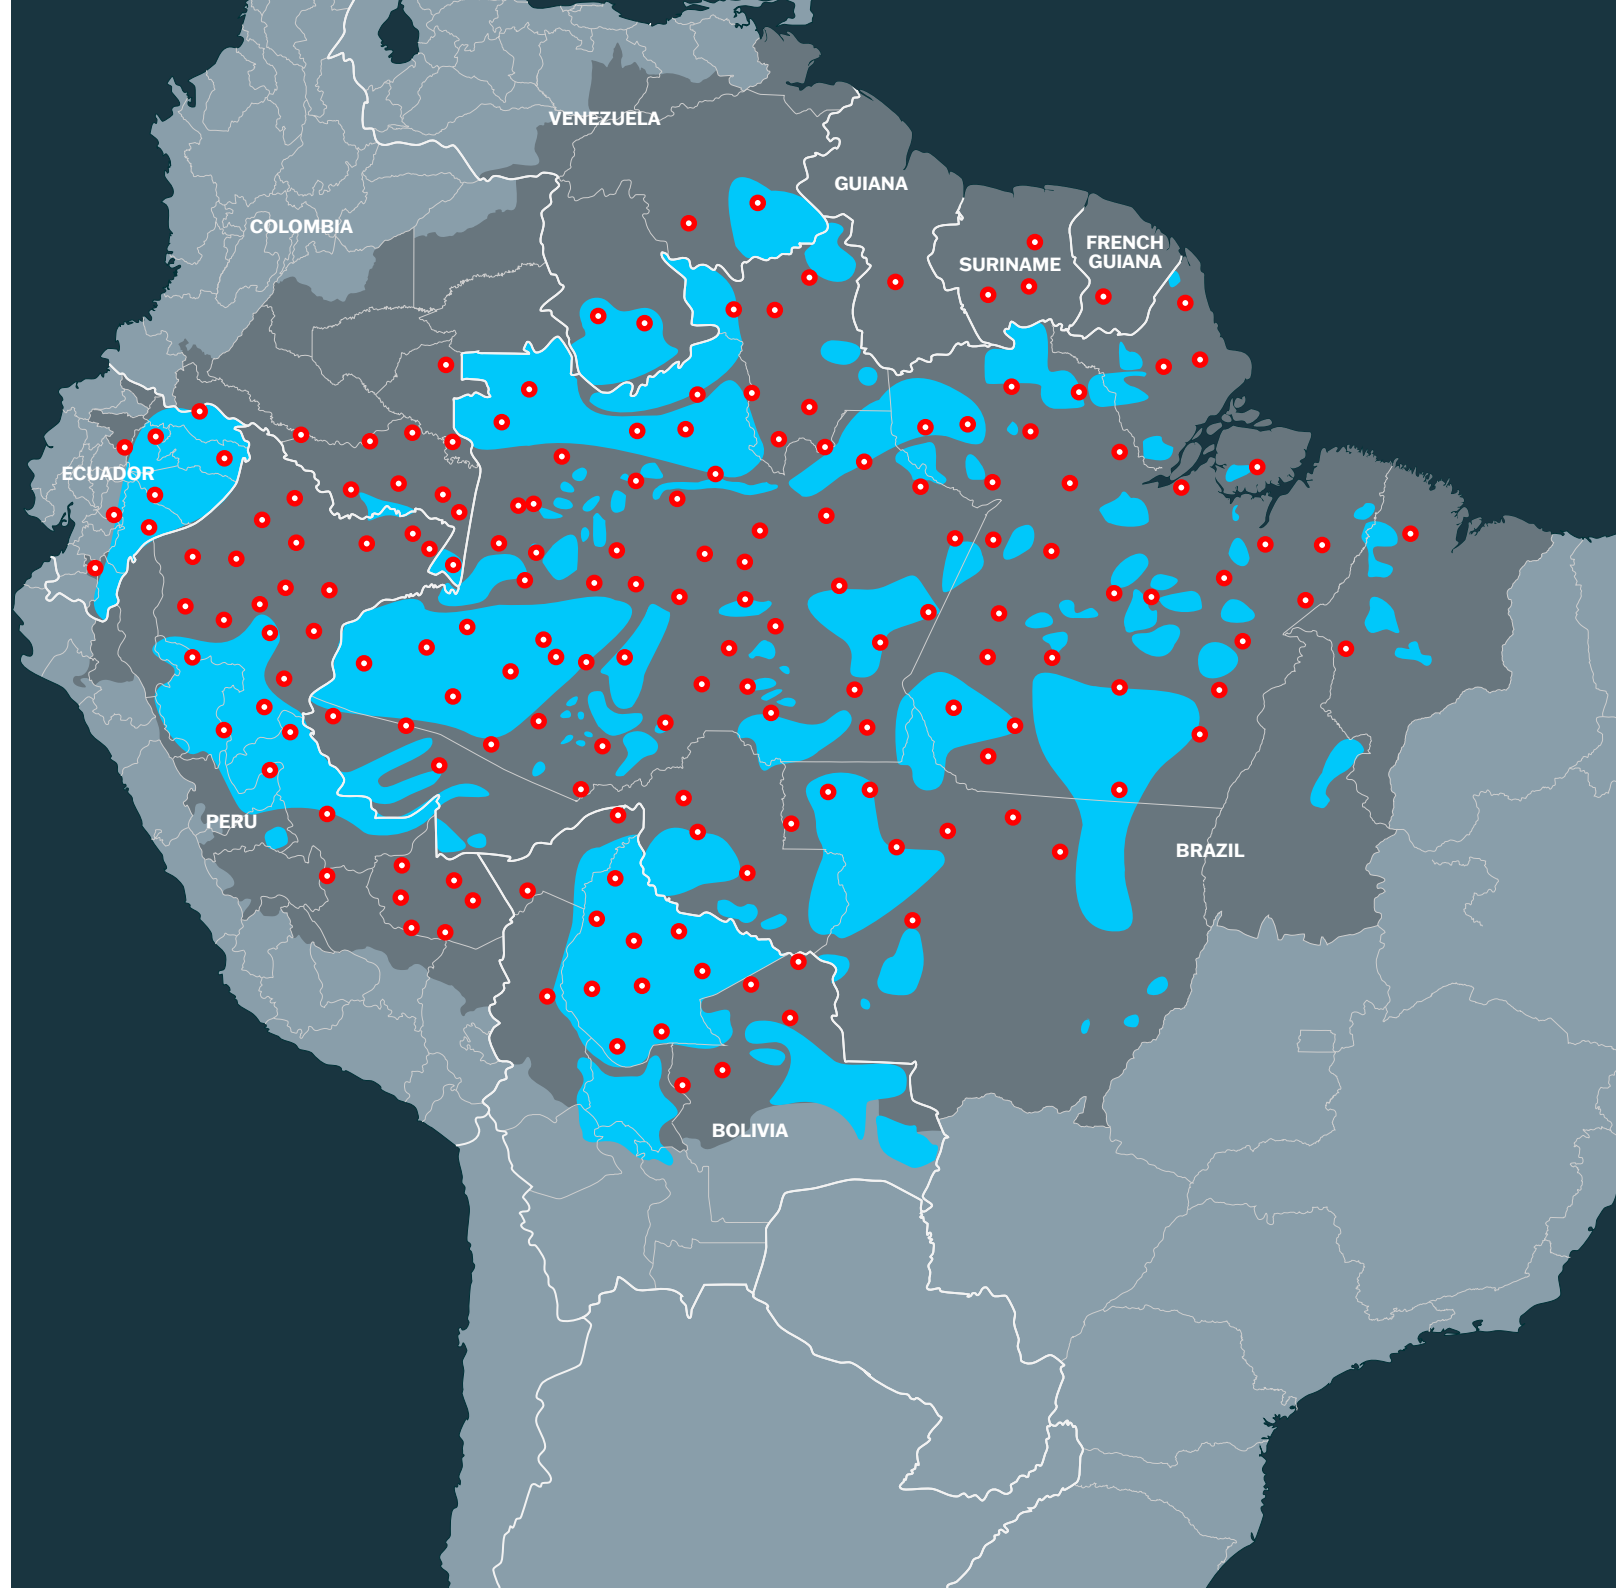 VENEZUELA
GUIANA
COLOMBIA
SURINAME
FRENCH
GUIANA
ECUADOR
PERU
BRAZIL
BOLIVIA